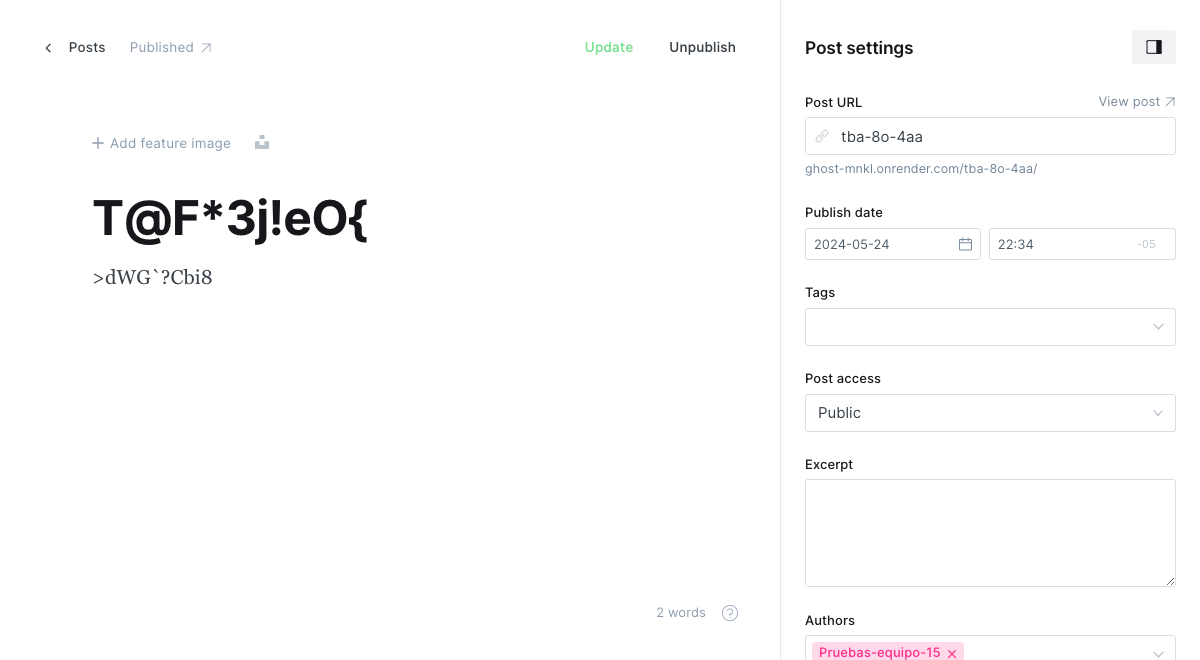 Posts
Published
Update
Unpublish
Post settings
Add feature image
T@F*3j!eO{
>dWG`?Cbi8
2 words
?
Post URL
View post
tba-8o-4aa
ghost-mnkl.onrender.com/tba-8o-4aa/
Publish date
2024-05-24
22:34
-05
Tags
Post access
Public
Excerpt
Authors
Pruebas-equipo-15